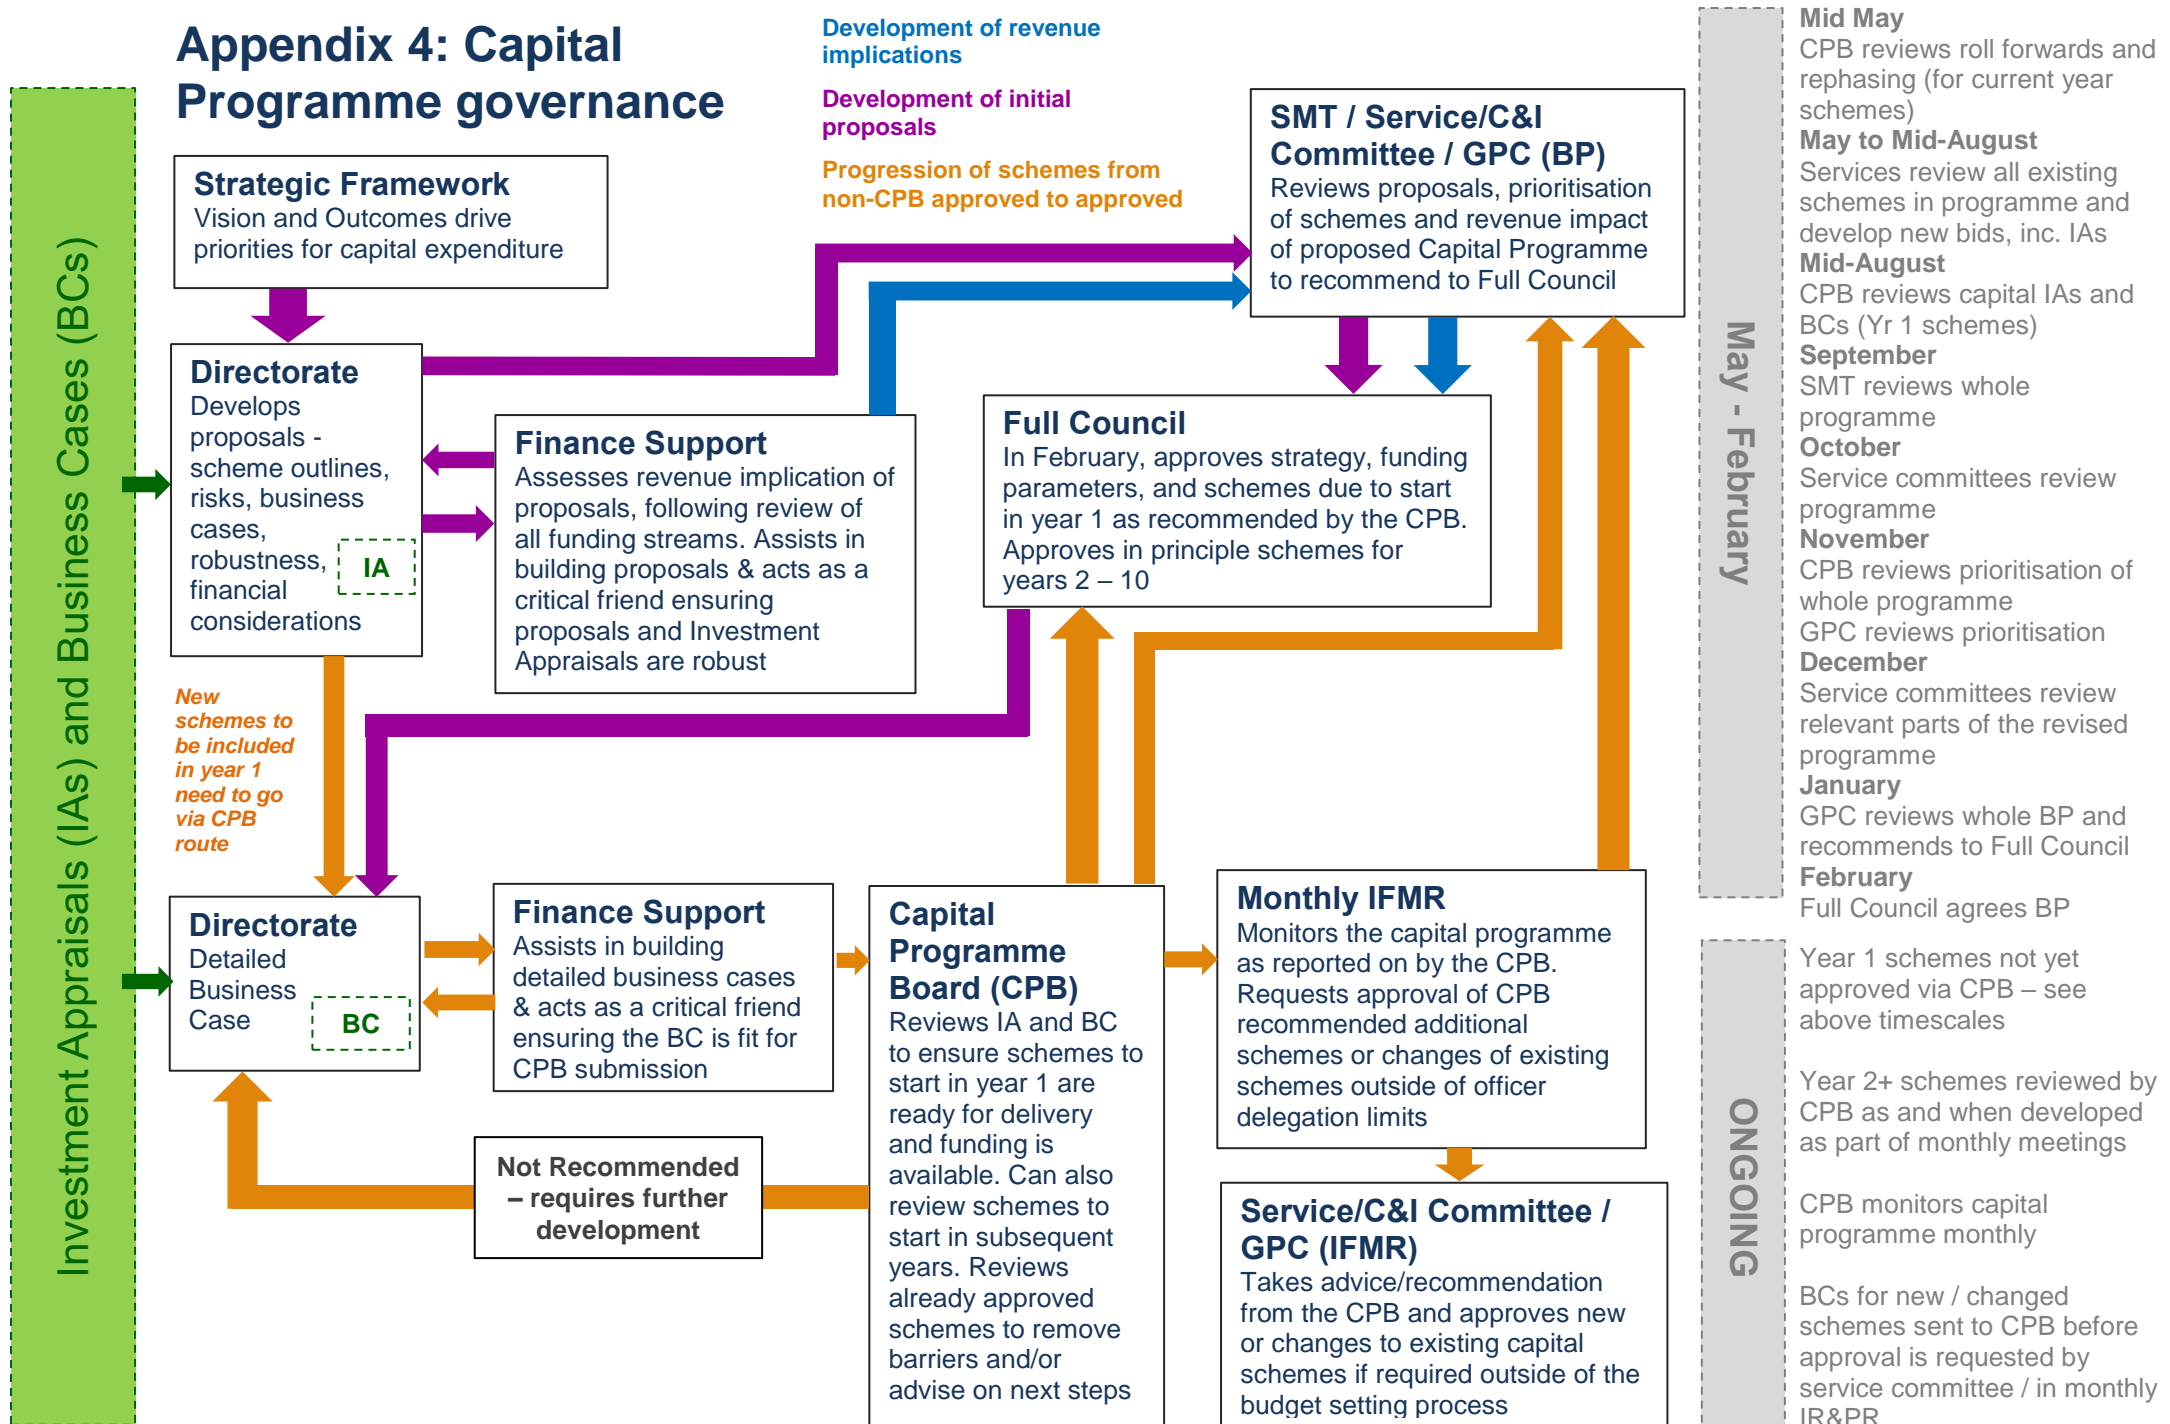 Appendix 4: Capital
Programme governance
Development of revenue
implications
Development of initial
proposals
Progression of schemes from
non-CPB approved to approved
Investment Appraisals (IAs) and Business Cases (BCs)
Strategic Framework
Vision and Outcomes drive
priorities for capital expenditure
SMT / Service/C&I
Committee / GPC (BP)
Reviews proposals, prioritisation
of schemes and revenue impact
of proposed Capital Programme
to recommend to Full Council
Directorate
Develops
proposals -
scheme outlines,
risks, business
cases,
robustness,
financial
considerations
IA
Finance Support
Assesses revenue implication of
proposals, following review of
all funding streams. Assists in
building proposals & acts as a
critical friend ensuring
proposals and Investment
Appraisals are robust
Full Council
In February, approves strategy, funding
parameters, and schemes due to start
in year 1 as recommended by the CPB.
Approves in principle schemes for
years 2 – 10
New
schemes to
be included
in year 1
need to go
via CPB
route
Directorate
Detailed
Business
Case
BC
Finance Support
Assists in building
detailed business cases
& acts as a critical friend
ensuring the BC is fit for
CPB submission
Not Recommended
– requires further
development
Capital
Programme
Board (CPB)
Reviews IA and BC
to ensure schemes to
start in year 1 are
ready for delivery
and funding is
available. Can also
review schemes to
start in subsequent
years. Reviews
already approved
schemes to remove
barriers and/or
advise on next steps
Monthly IFMR
Monitors the capital programme
as reported on by the CPB.
Requests approval of CPB
recommended additional
schemes or changes of existing
schemes outside of officer
delegation limits
Service/C&I Committee /
GPC (IFMR)
Takes advice/recommendation
from the CPB and approves new
or changes to existing capital
schemes if required outside of the
budget setting process
May - February
Mid May
CPB reviews roll forwards and
rephasing (for current year
schemes)
May to Mid-August
Services review all existing
schemes in programme and
develop new bids, inc. IAs
Mid-August
CPB reviews capital IAs and
BCs (Yr 1 schemes)
September
SMT reviews whole
programme
October
Service committees review
programme
November
CPB reviews prioritisation of
whole programme
GPC reviews prioritisation
December
Service committees review
relevant parts of the revised
programme
January
GPC reviews whole BP and
recommends to Full Council
February
Full Council agrees BP
ONGOING
Year 1 schemes not yet
approved via CPB – see
above timescales
Year 2+ schemes reviewed by
CPB as and when developed
as part of monthly meetings
CPB monitors capital
programme monthly
BCs for new / changed
schemes sent to CPB before
approval is requested by
service committee / in monthly
IR&PR